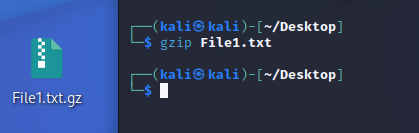 ┌──(kali㉿kali)-[~/Desktop]
└─$ gzip File1.txt
┌──(kali㉿kali)-[~/Desktop]
└─$
File1.txt.gz